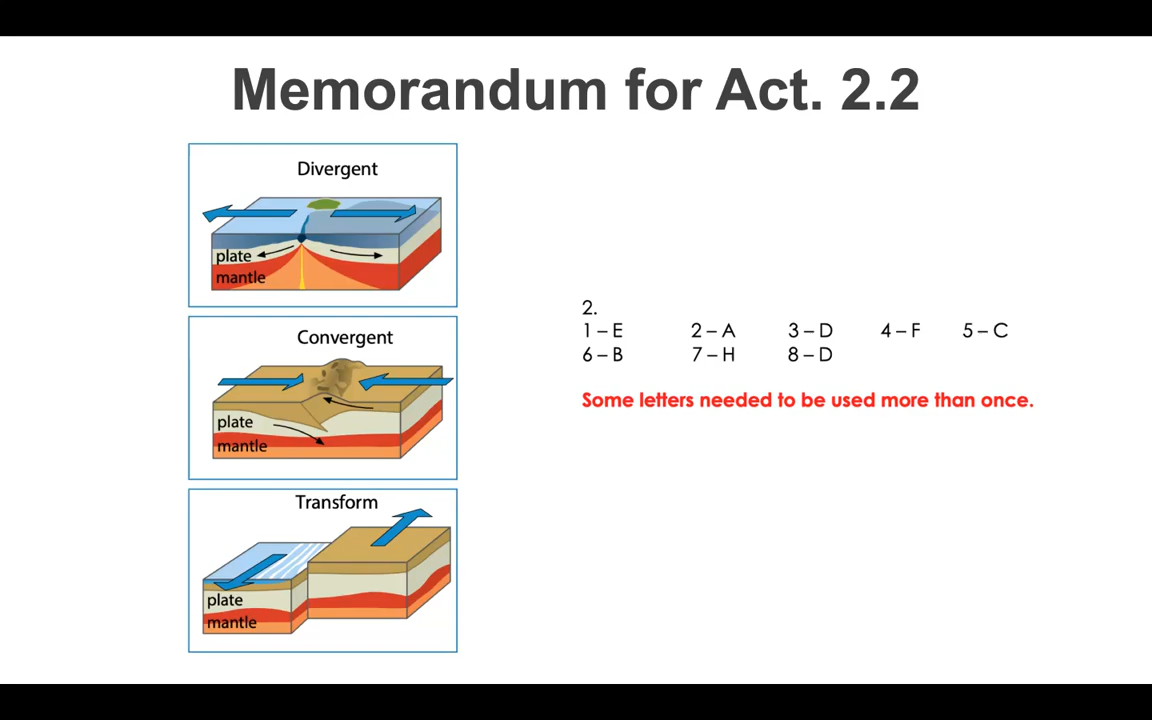 Memorandum for Act. 2.2
Divergent
plate
mantle
Convergent
plate
mantle
Transform
plate
mantle
2.
1 – E 2 – A 3 – D 4 – F 5 – C
6 – B 7 – H 8 – D
Some letters needed to be used more than once.